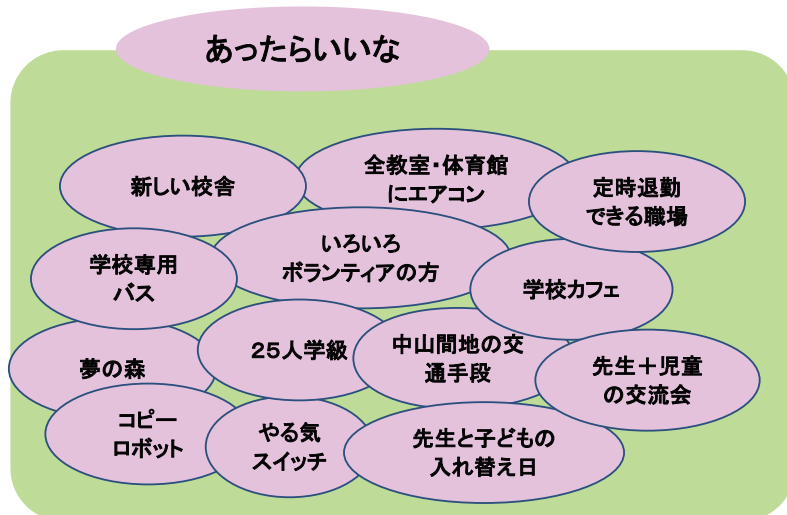 あったらいいな
新しい校舎
全教室・体育館
にエアコン
定時退勤
できる職場
学校専用
バス
いろいろ
ボランティアの方
学校カフェ
夢の森
25人学級
中山間地の交
通手段
先生＋児童
の交流会
コピー
ロボット
やる気
スイッチ
先生と子どもの
入れ替え日